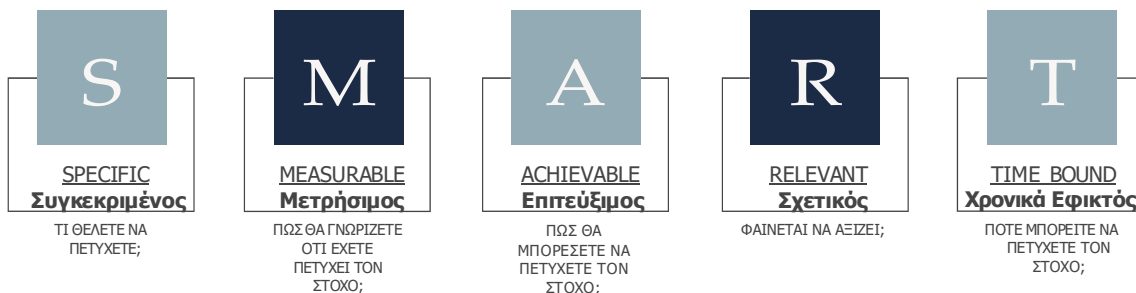 S
SPECIFIC
Συγκεκριμένος
ΤΙ ΘΕΛΕΤΕ ΝΑ
ΠΕΤΥΧΕΤΕ;
M
MEASURABLE
Μετρήσιμος
ΠΩΣ ΘΑ ΓΝΩΡΙΖΕΤΕ
ΟΤΙ ΕΧΕΤΕ
ΠΕΤΥΧΕΙ ΤΟΝ
ΣΤΟΧΟ;
A
ACHIEVABLE
Επιτεύξιμος
ΠΩΣ ΘΑ
ΜΠΟΡΕΣΕΤΕ ΝΑ
ΠΕΤΥΧΕΤΕ ΤΟΝ
ΣΤΟΧΟ;
R
RELEVANT
Σχετικός
ΦΑΙΝΕΤΑΙ ΝΑ ΑΞΙΖΕΙ;
T
TIME BOUND
Χρονικά Εφικτός
ΠΟΤΕ ΜΠΟΡΕΙΤΕ ΝΑ
ΠΕΤΥΧΕΤΕ ΤΟΝ
ΣΤΟΧΟ;